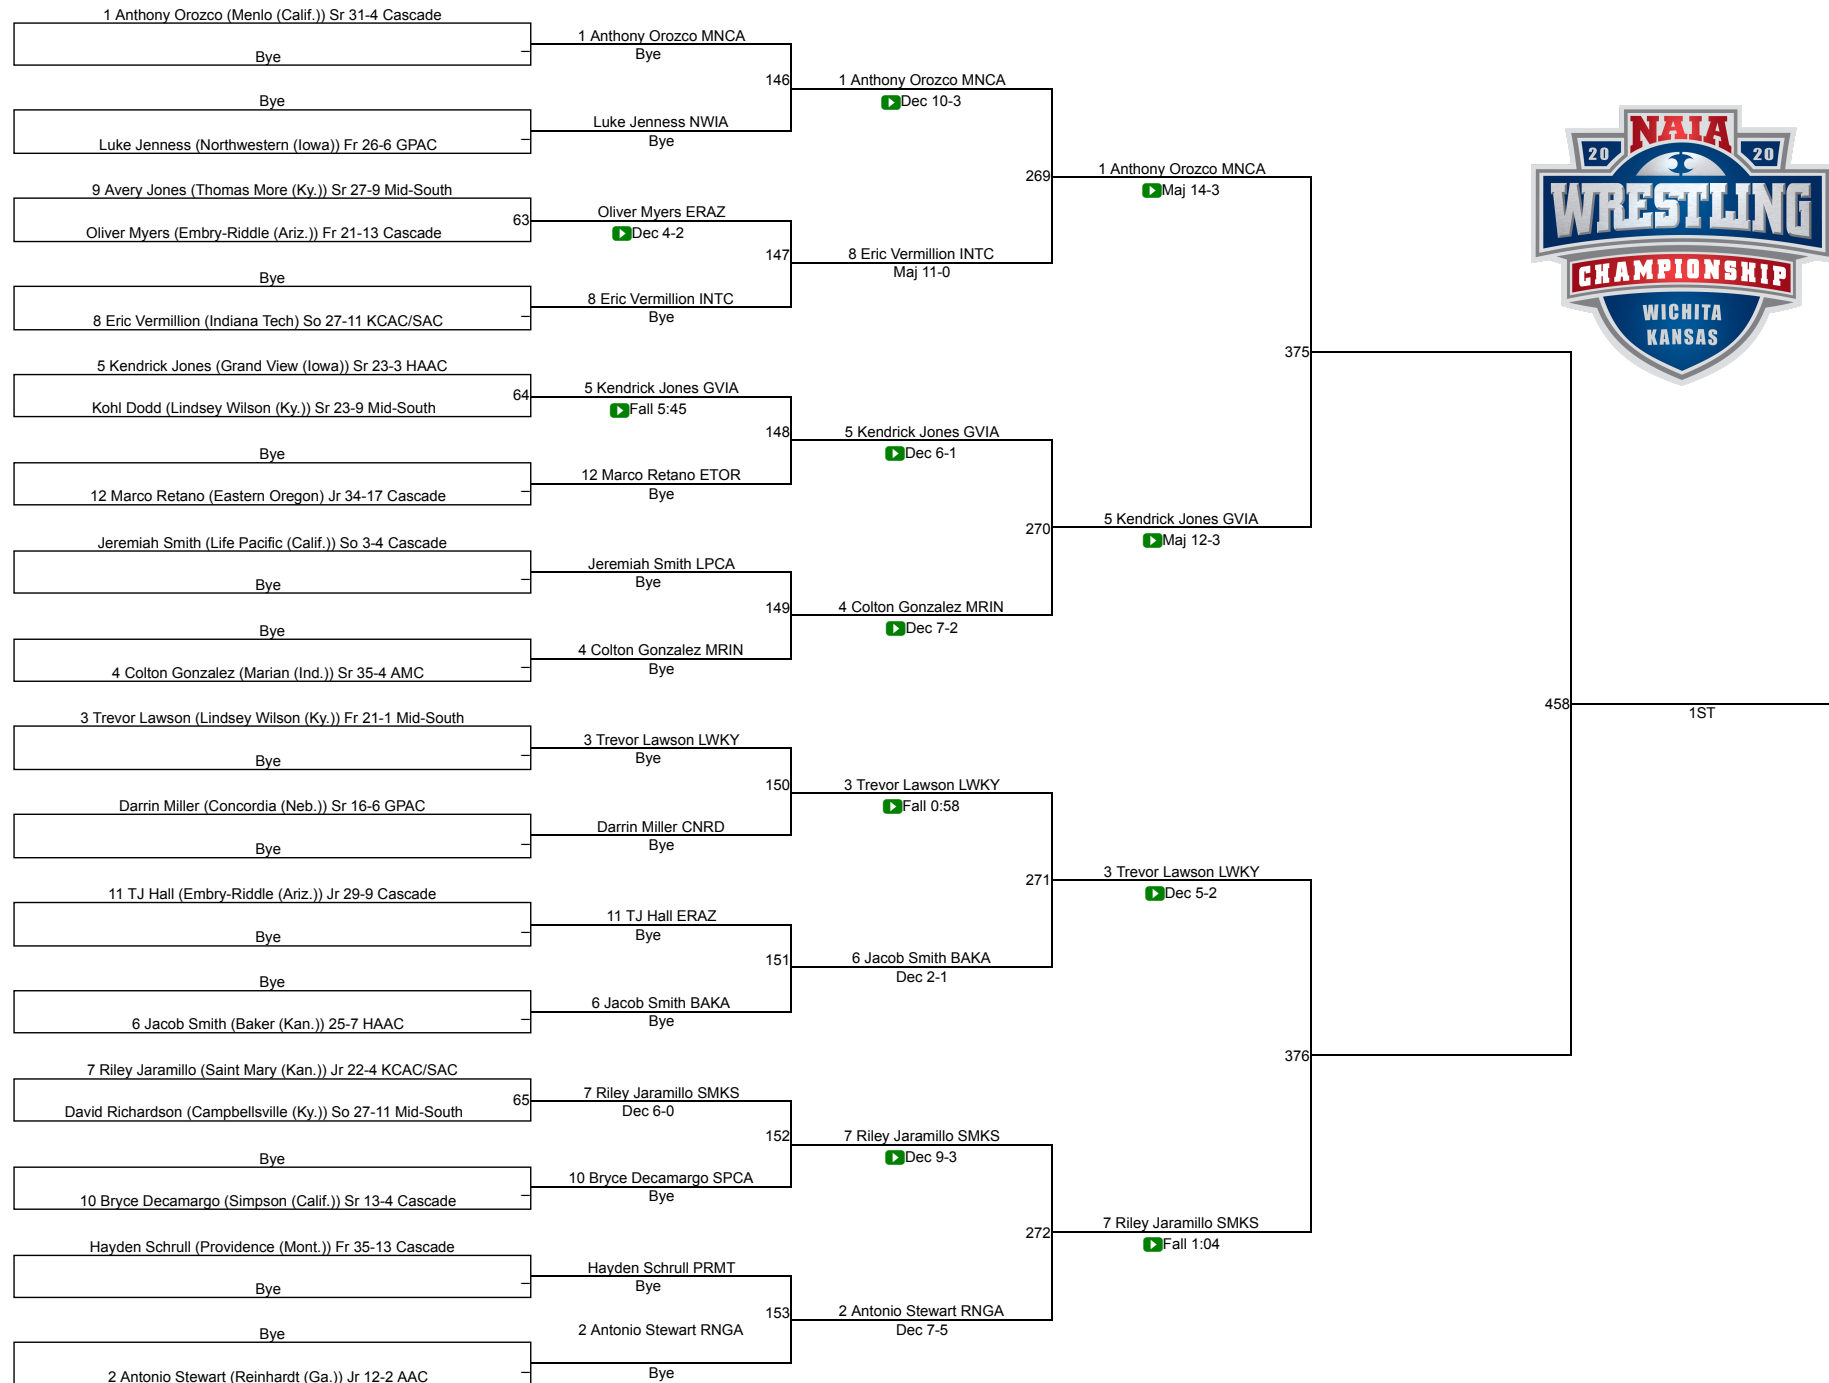 1 Anthony Orozco (Menlo (Calif.)) Sr 31-4 Cascade
Bye
Bye
Luke Jenness (Northwestern (Iowa)) Fr 26-6 GPAC
9 Avery Jones (Thomas More (Ky.)) Sr 27-9 Mid-South
63
Oliver Myers (Embry-Riddle (Ariz.)) Fr 21-13 Cascade
Bye
8 Eric Vermillion (Indiana Tech) So 27-11 KCAC/SAC
5 Kendrick Jones (Grand View (Iowa)) Sr 23-3 HAAC
64
Kohl Dodd (Lindsey Wilson (Ky.)) Sr 23-9 Mid-South
Bye
12 Marco Retano (Eastern Oregon) Jr 34-17 Cascade
Jeremiah Smith (Life Pacific (Calif.)) So 3-4 Cascade
Bye
Bye
4 Colton Gonzalez (Marian (Ind.)) Sr 35-4 AMC
3 Trevor Lawson (Lindsey Wilson (Ky.)) Fr 21-1 Mid-South
Bye
Darrin Miller (Concordia (Neb.)) Sr 16-6 GPAC
Bye
11 TJ Hall (Embry-Riddle (Ariz.)) Jr 29-9 Cascade
Bye
Bye
6 Jacob Smith (Baker (Kan.)) 25-7 HAAC
7 Riley Jaramillo (Saint Mary (Kan.)) Jr 22-4 KCAC/SAC
65
David Richardson (Campbellsville (Ky.)) So 27-11 Mid-South
Bye
10 Bryce Decamargo (Simpson (Calif.)) Sr 13-4 Cascade
Hayden Schrull (Providence (Mont.)) Fr 35-13 Cascade
Bye
Bye
2 Antonio Stewart (Reinhardt (Ga.)) Jr 12-2 AAC
1 Anthony Orozco MNCA
Bye
146
Luke Jenness NWIA
Bye
Oliver Myers ERAZ
Dec 4-2
147
8 Eric Vermillion INTC
Bye
5 Kendrick Jones GVIA
Fall 5:45
148
12 Marco Retano ETOR
Bye
Jeremiah Smith LPCA
Bye
149
4 Colton Gonzalez MRIN
Bye
3 Trevor Lawson LWKY
Bye
150
Darrin Miller CNRD
Bye
11 TJ Hall ERAZ
Bye
151
6 Jacob Smith BAKA
Bye
7 Riley Jaramillo SMKS
Dec 6-0
152
10 Bryce Decamargo SPCA
Bye
Hayden Schrull PRMT
Bye
153
2 Antonio Stewart RNGA
Bye
1 Anthony Orozco MNCA
Dec 10-3
269
8 Eric Vermillion INTC
Maj 11-0
5 Kendrick Jones GVIA
Dec 6-1
270
4 Colton Gonzalez MRIN
Dec 7-2
3 Trevor Lawson LWKY
Fall 0:58
271
6 Jacob Smith BAKA
Dec 2-1
7 Riley Jaramillo SMKS
Dec 9-3
272
2 Antonio Stewart RNGA
Dec 7-5
1 Anthony Orozco MNCA
Maj 14-3
375
5 Kendrick Jones GVIA
Maj 12-3
3 Trevor Lawson LWKY
Dec 5-2
376
7 Riley Jaramillo SMKS
Fall 1:04
458
1ST
NAIA
20 20
WRESTLING
CHAMPIONSHIP
WICHITA
KANSAS